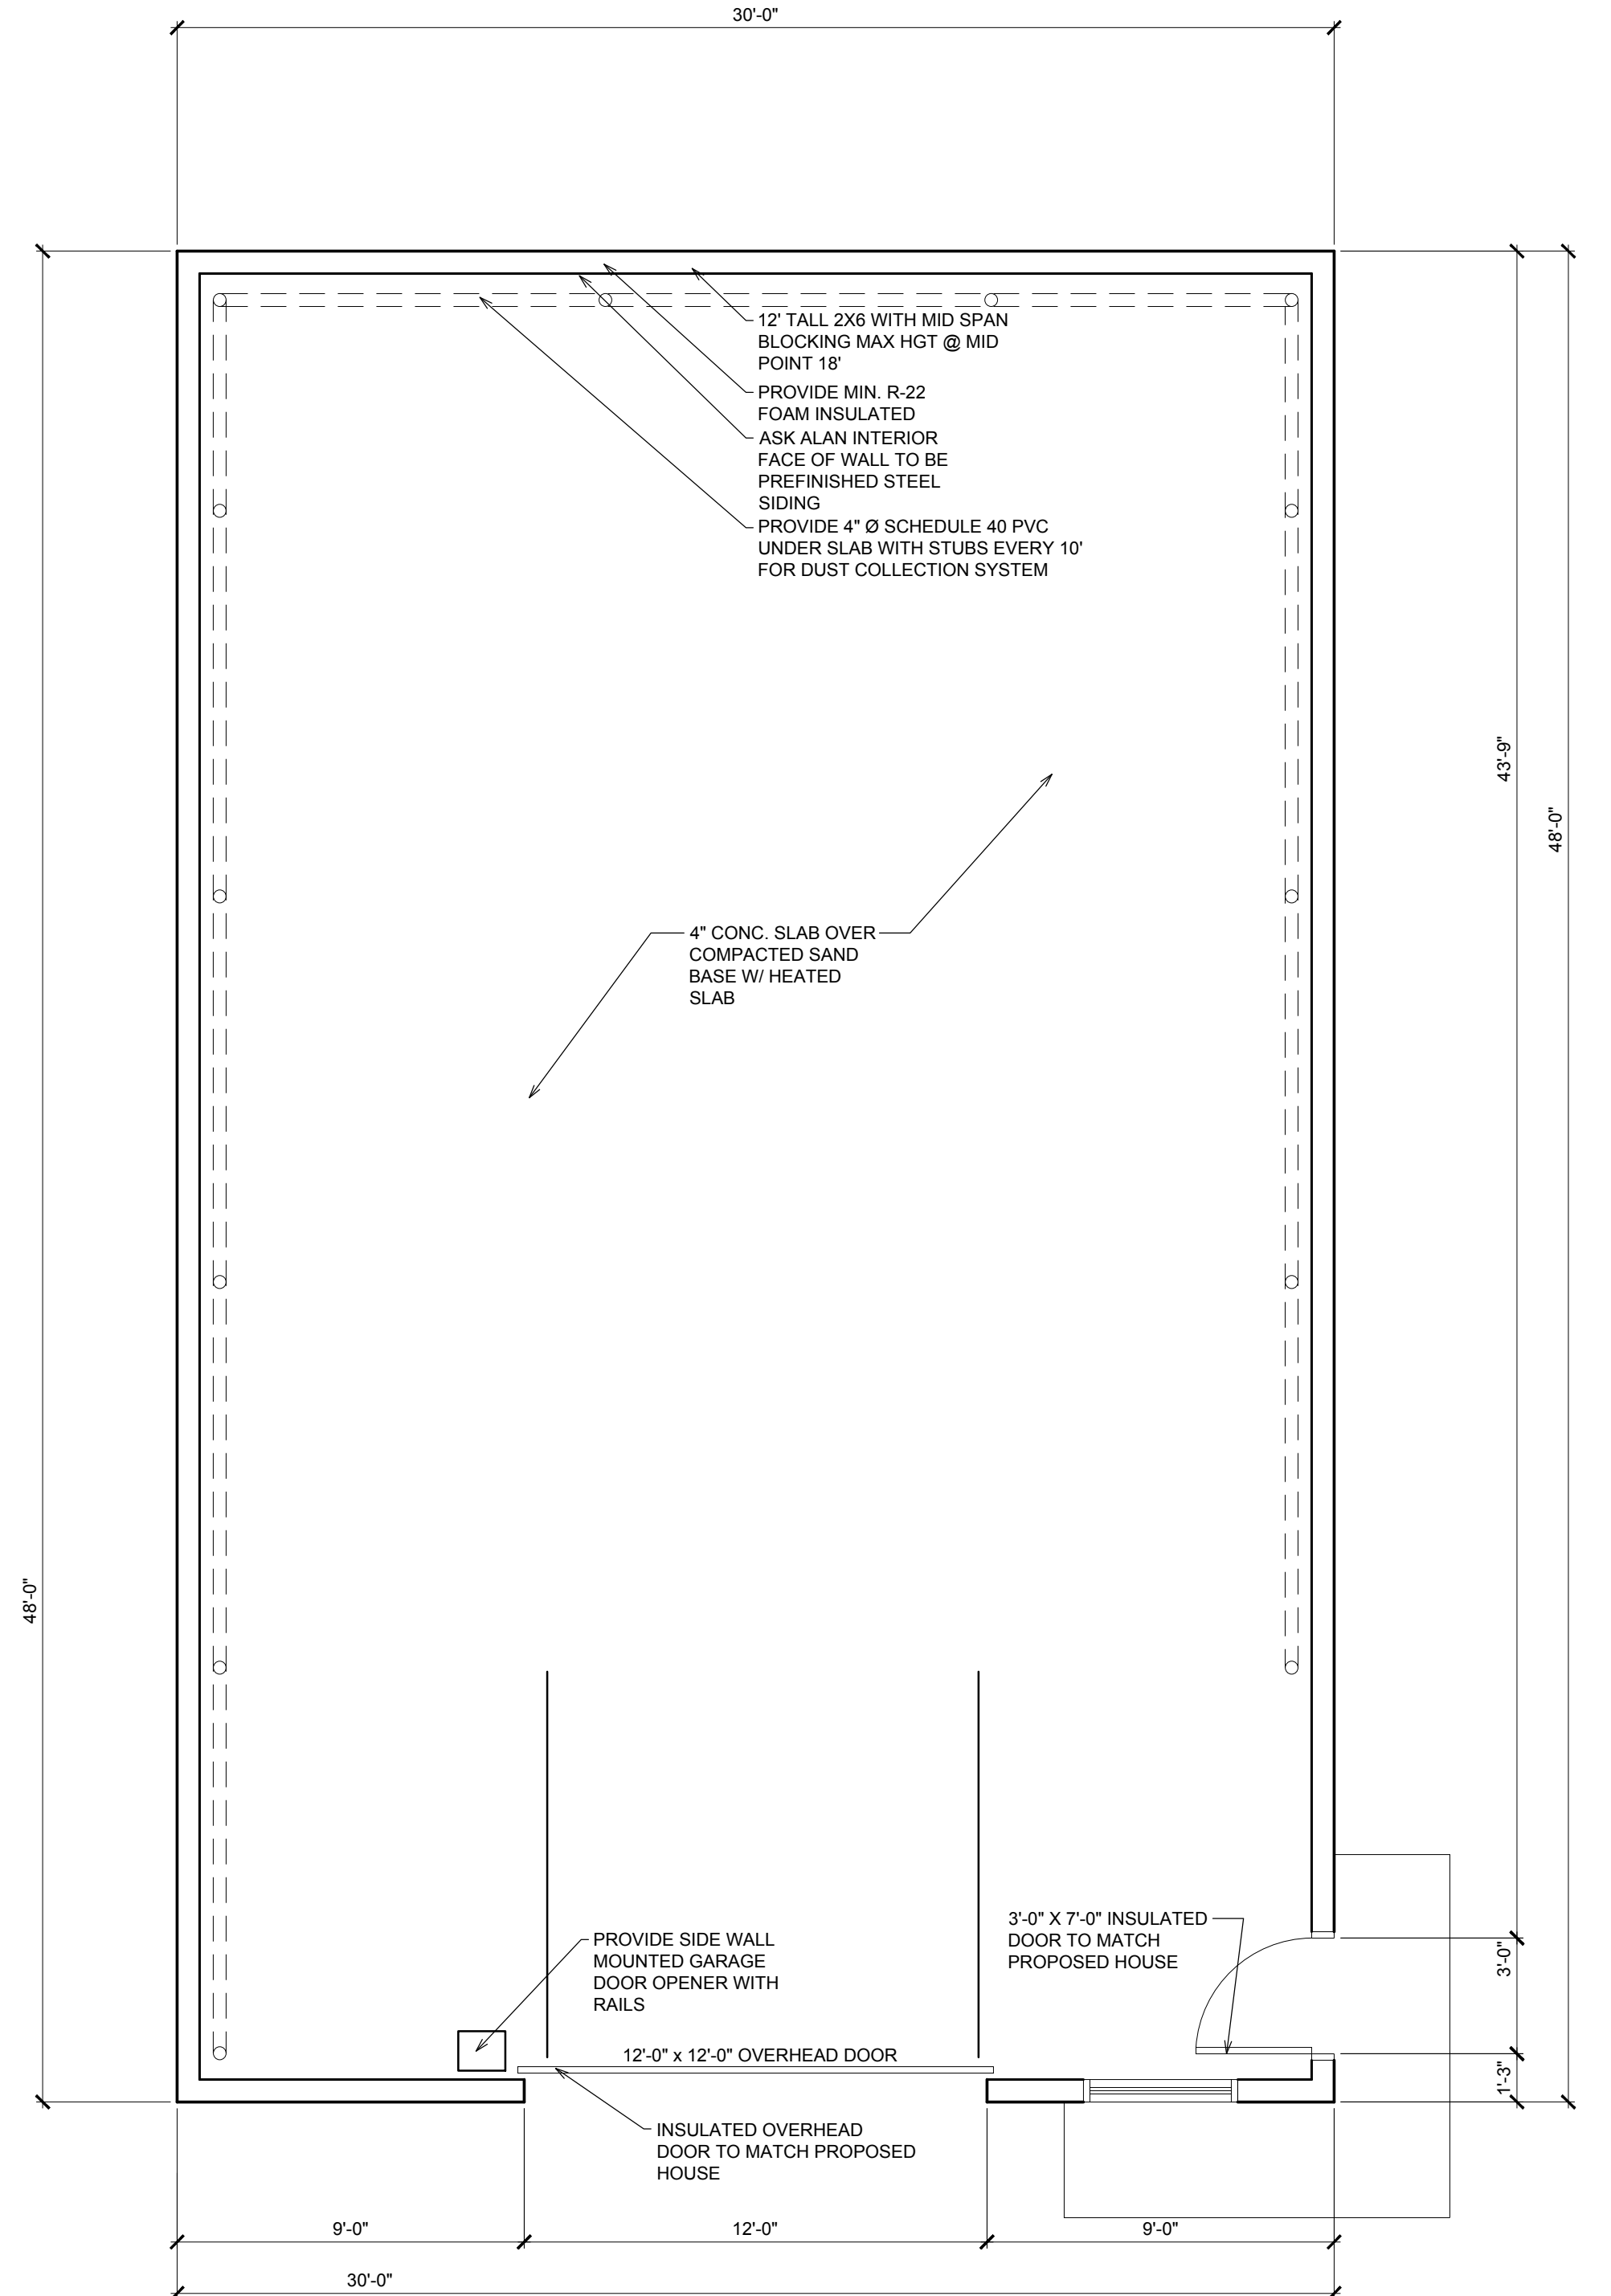 30'-0"
12' TALL 2X6 WITH MID SPAN
BLOCKING MAX HGT @ MID
POINT 18'
PROVIDE MIN. R-22
FOAM INSULATED
ASK ALAN INTERIOR
FACE OF WALL TO BE
PREFINISHED STEEL
SIDING
PROVIDE 4" Ø SCHEDULE 40 PVC
UNDER SLAB WITH STUBS EVERY 10'
FOR DUST COLLECTION SYSTEM
43'-9"
48'-0"
4" CONC. SLAB OVER
COMPACTED SAND
BASE W/ HEATED
SLAB
48'-0"
3'-0" X 7'-0" INSULATED
DOOR TO MATCH
PROPOSED HOUSE
3'-0"
PROVIDE SIDE WALL
MOUNTED GARAGE
DOOR OPENER WITH
RAILS
12'-0" x 12'-0" OVERHEAD DOOR
1'-3"
INSULATED OVERHEAD
DOOR TO MATCH PROPOSED
HOUSE
9'-0"
12'-0"
9'-0"
30'-0"